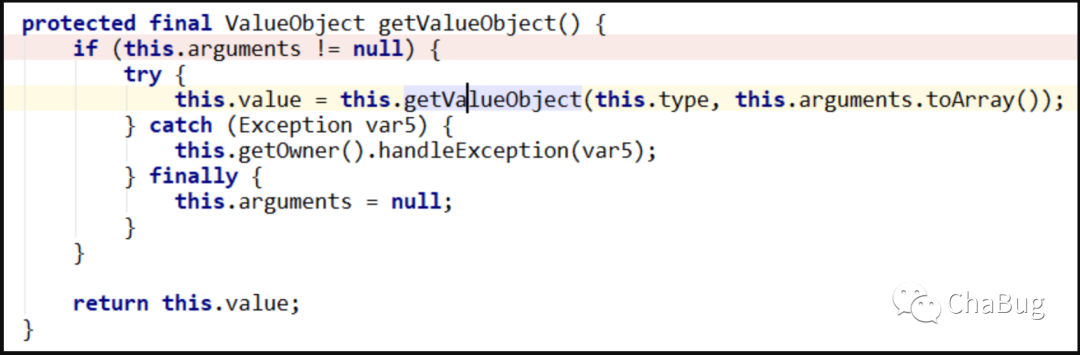 protected final ValueObject getValueObject() {
    if (this.arguments != null) {
        try {
            this.value = this.getValueObject(this.type, this.arguments.toArray());
        } catch (Exception var5) {
            this.getOwner().handleException(var5);
        } finally {
            this.arguments = null;
        }
    }

    return this.value;
}
ChaBug